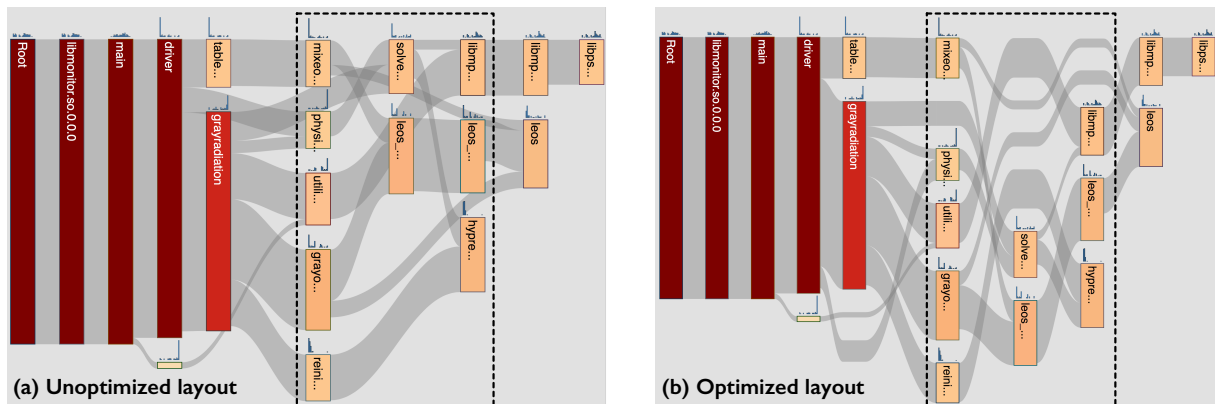 Root
libmonitor.so.0.0.0
main
driver
table...
grayradiation
mixeo...
physi...
utili...
grayo...
reini...
solve...
leos_...
libmp...
leos_...
hypre...
libmp...
leos
libps...
(a) Unoptimized layout
Root
libmonitor.so.0.0.0
main
driver
table...
grayradiation
mixeo...
physi...
utili...
grayo...
reini...
solve...
leos_...
libmp...
leos_...
hypre...
libmp...
leos
libps...
(b) Optimized layout